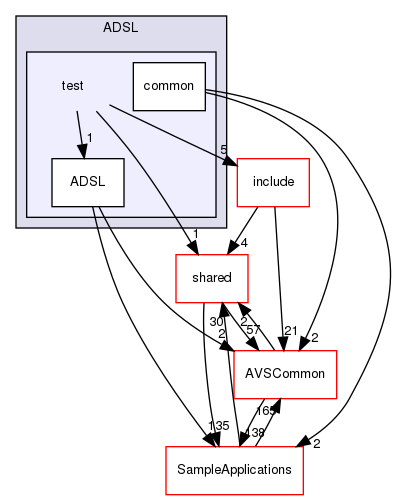 ADSL
test
common
1
5
ADSL
include
1
4
shared
30
2
57
2
21
2
AVSCommon
135
165
138
2
SampleApplications